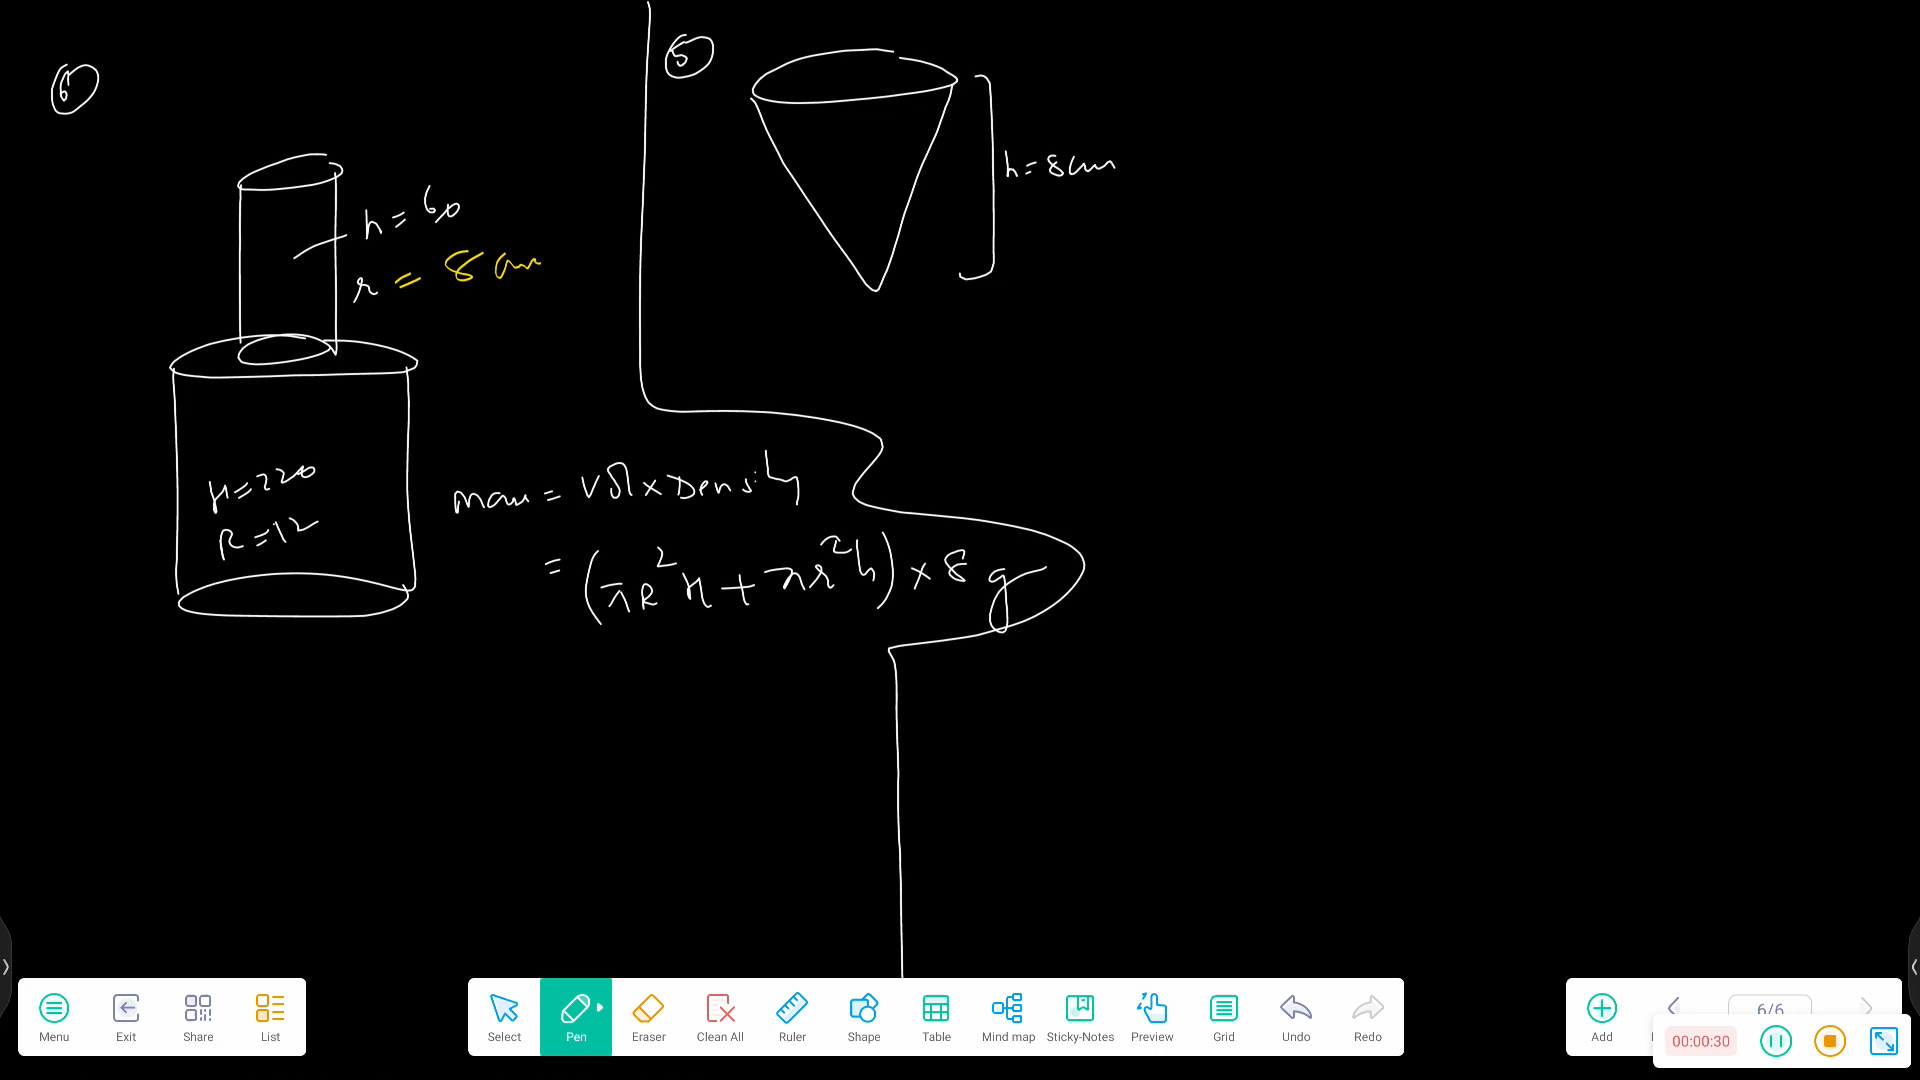 6
h = 60
r = 8 cm
H = 220
R = 12
mass = vol x Density
= (πR²H + πr²h) x 8 g
5
h = 8 cm
Menu
Exit
Share
List
Select
Pen
Eraser
Clean All
Ruler
Shape
Table
Mind map
Sticky-Notes
Preview
Grid
Undo
Redo
Add
6/6
00:00:30